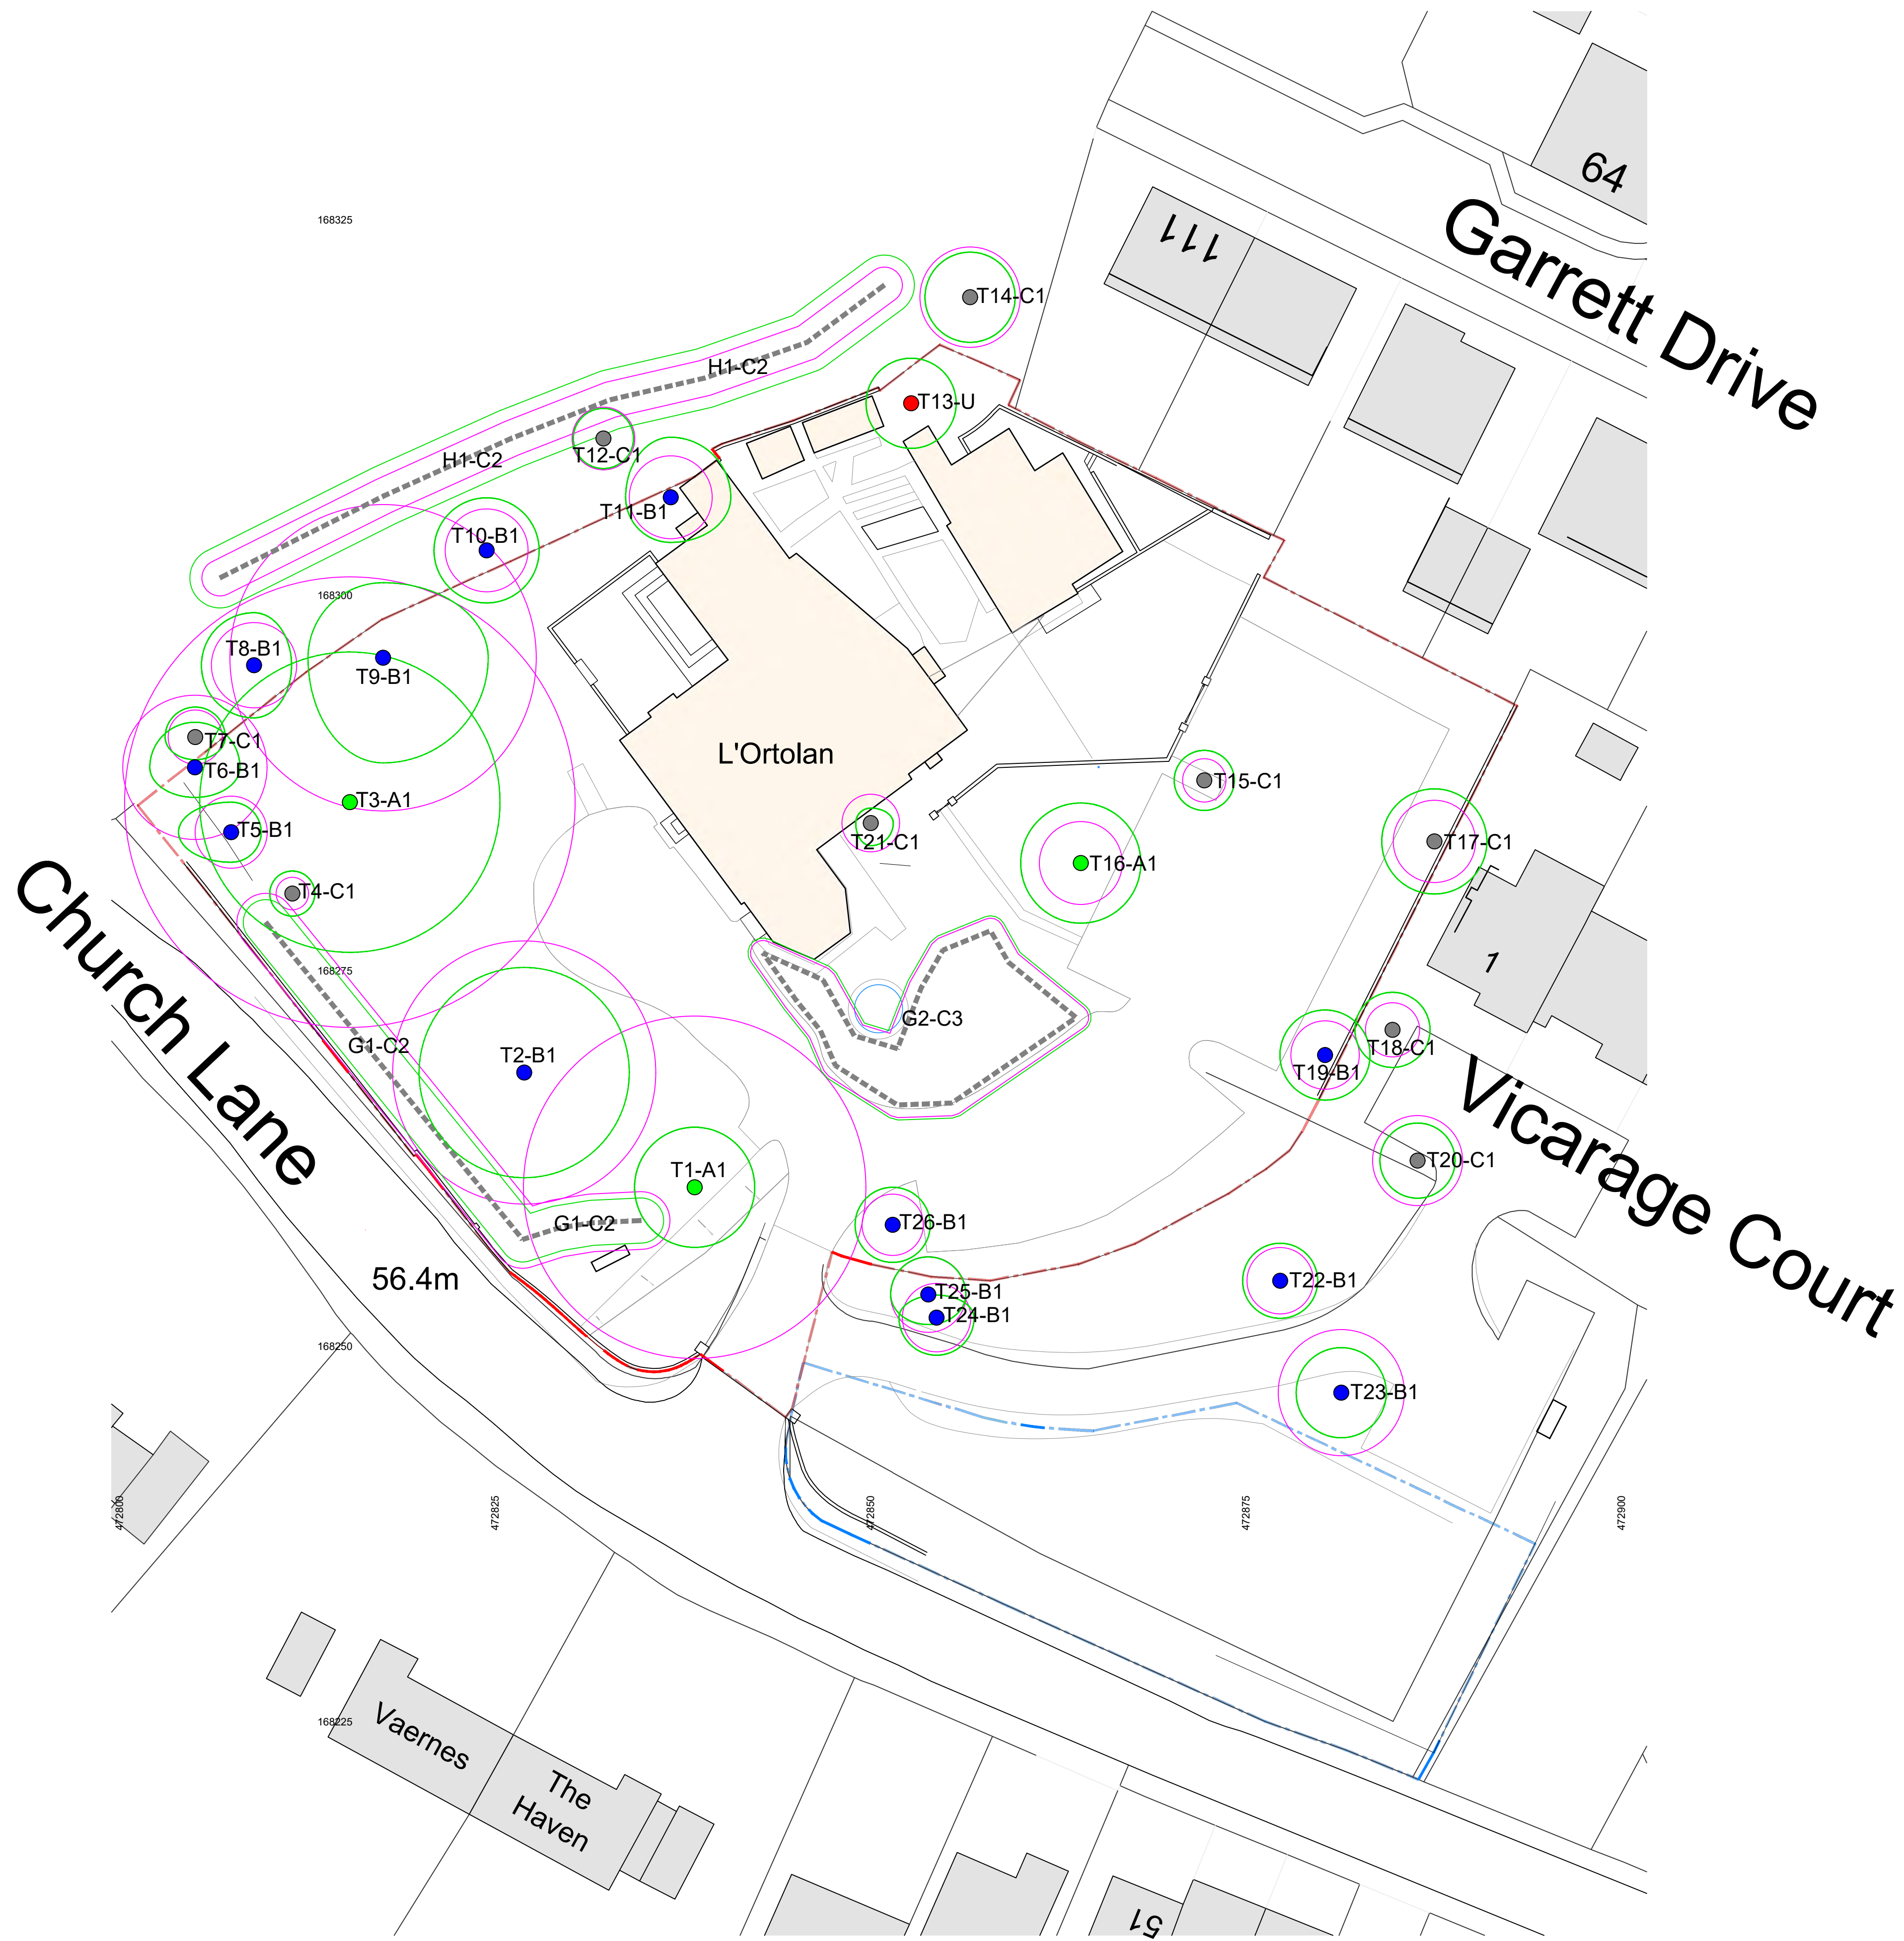 64
Garrett Drive
111
168325
T14-C1
H1-C2
T13-U
T12-C1
H1-C2
T11-B1
T10-B1
168300
T8-B1
T9-B1
T7-C1
T6-B1
T3-A1
T5-B1
T4-C1
L'Ortolan
T15-C1
T21-C1
T16-A1
T17-C1
1
Church Lane
168275
G2-C3
G1-C2
T2-B1
T18-C1
T19-B1
Vicarage Court
T20-C1
T1-A1
G1-C2
T26-B1
56.4m
T25-B1
T24-B1
T22-B1
168250
T23-B1
472800
472825
472850
472875
472900
168225
Vaernes
The
Haven
51